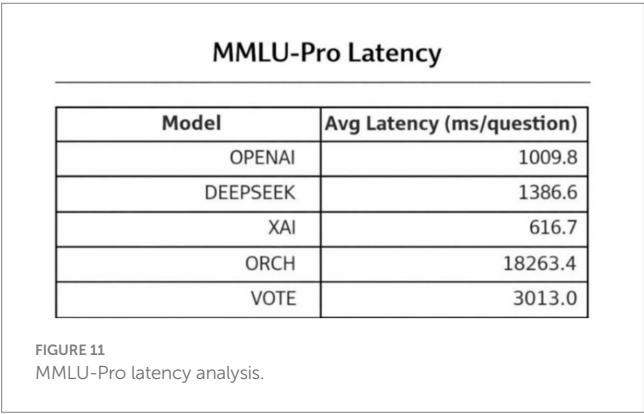 MMLU-Pro Latency
Model Avg Latency (ms/question)
OPENAI 1009.8
DEEPSEEK 1386.6
XAI 616.7
ORCH 18263.4
VOTE 3013.0
FIGURE 11
MMLU-Pro latency analysis.